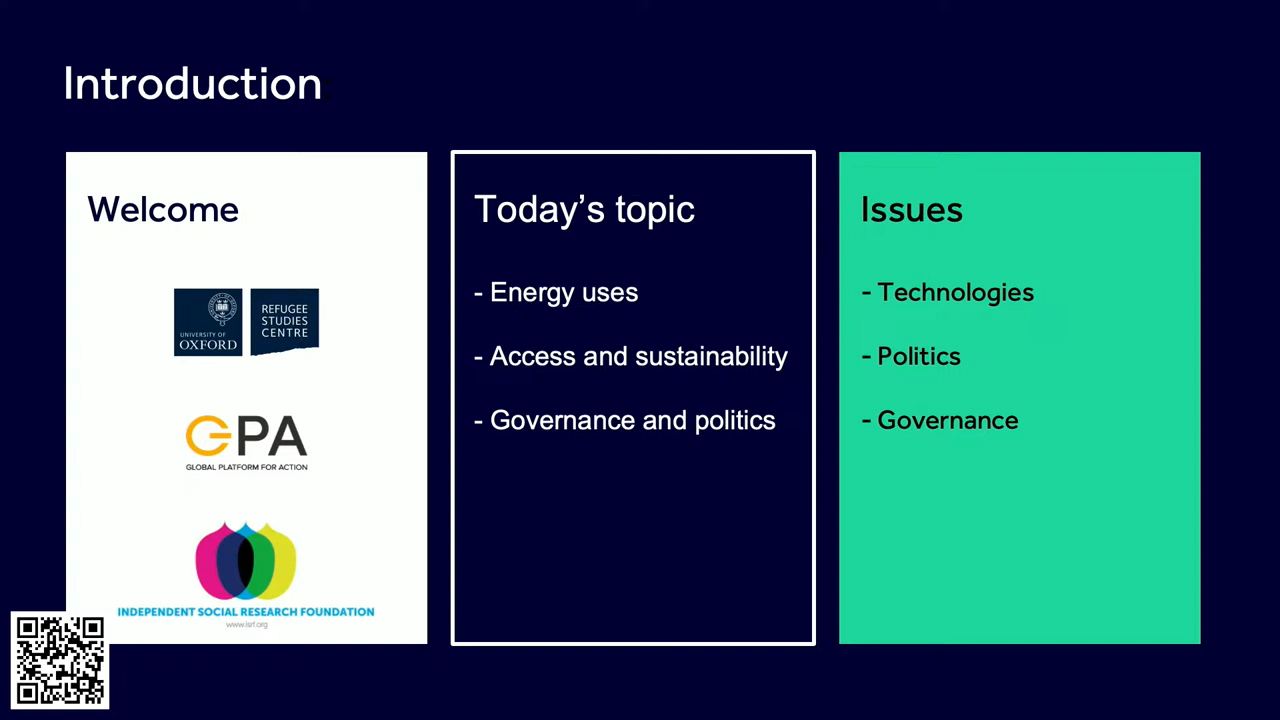 Introduction:
Welcome
UNIVERSITY OF
OXFORD
REFUGEE
STUDIES
CENTRE
GPA
GLOBAL PLATFORM FOR ACTION
INDEPENDENT SOCIAL RESEARCH FOUNDATION
www.isrf.org
Today's topic
- Energy uses
- Access and sustainability
- Governance and politics
Issues
- Technologies
- Politics
- Governance